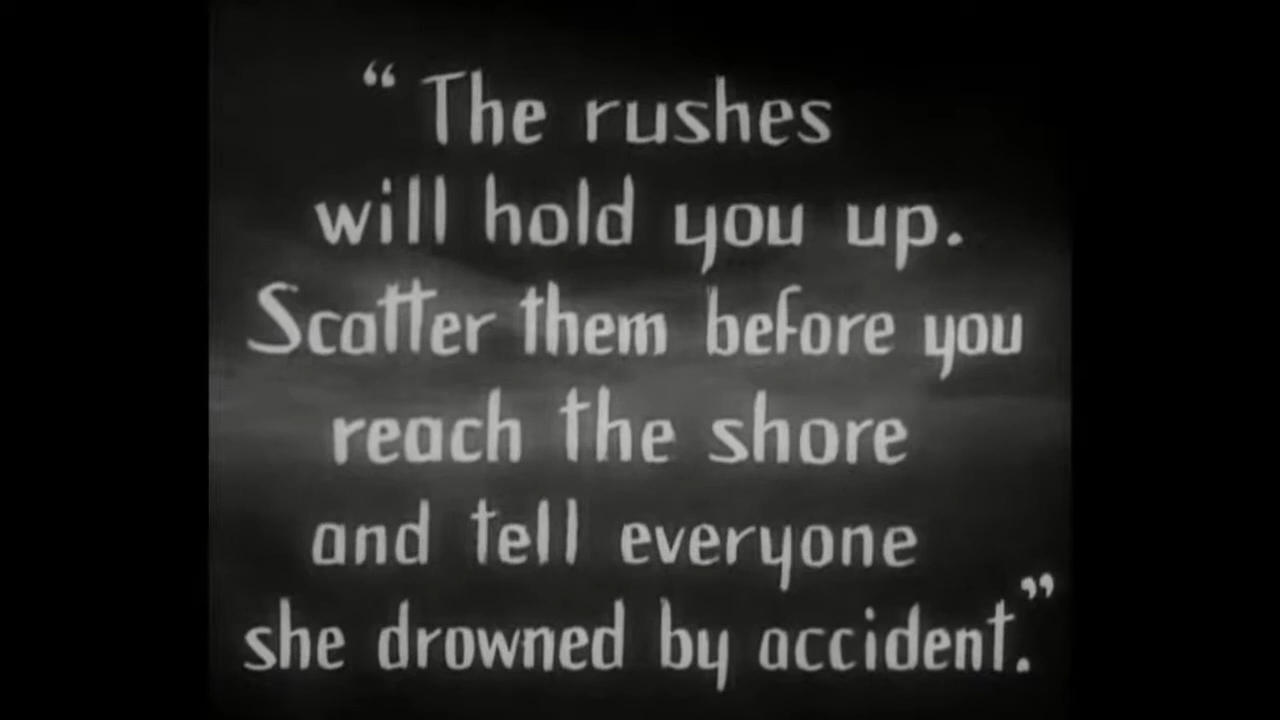 “The rushes
will hold you up.
Scatter them before you
reach the shore
and tell everyone
she drowned by accident.”